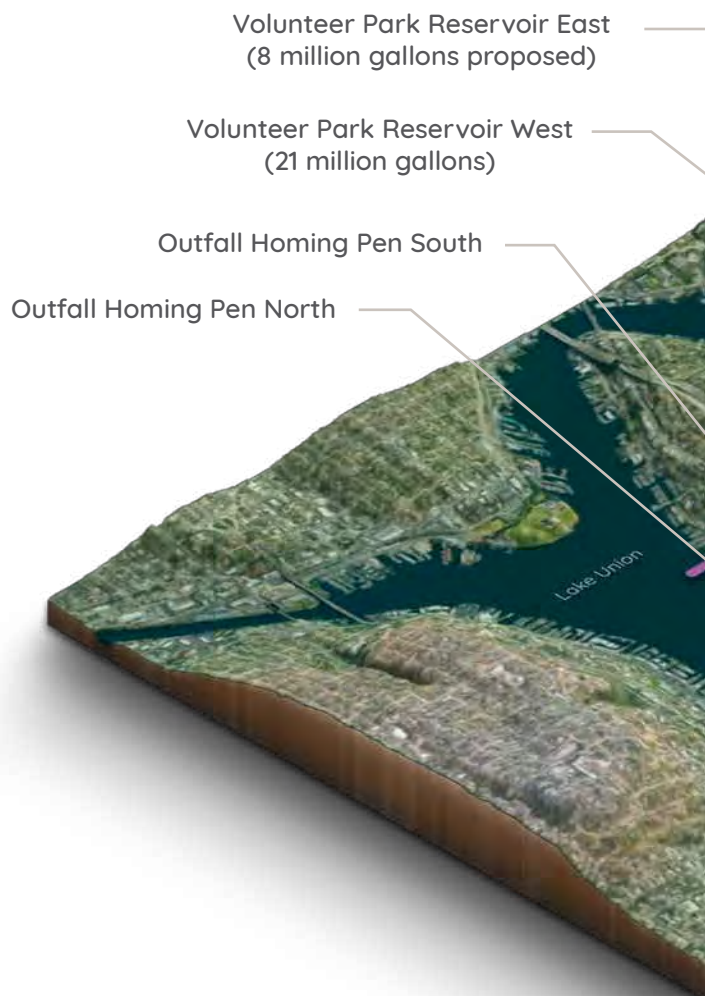 Volunteer Park Reservoir East
(8 million gallons proposed)
Volunteer Park Reservoir West
(21 million gallons)
Outfall Homing Pen South
Outfall Homing Pen North
Lake Union